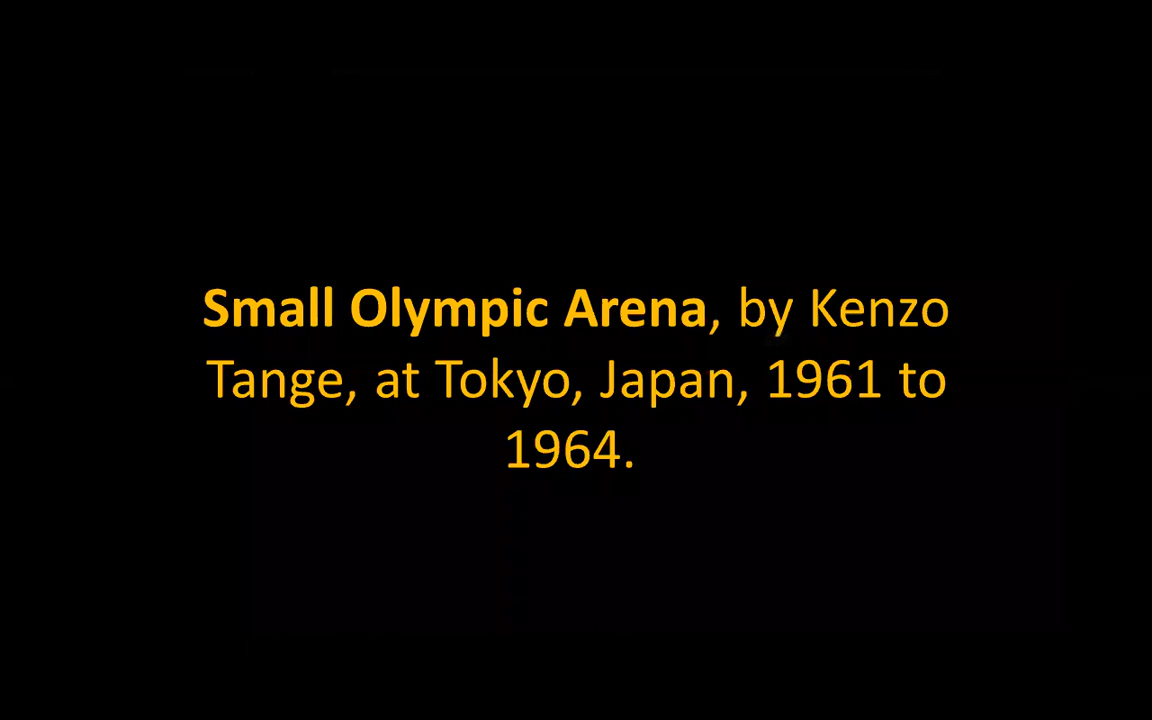 Small Olympic Arena, by Kenzo
Tange, at Tokyo, Japan, 1961 to
1964.